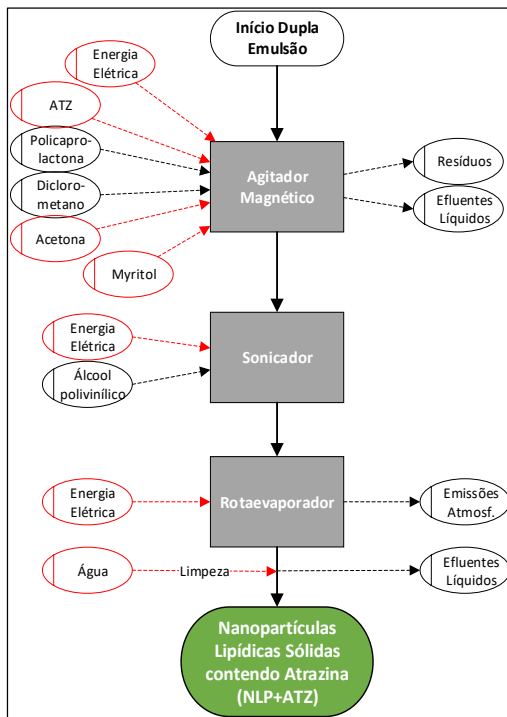 Início Dupla
Emulsão
Energia
Elétrica
ATZ
Policapro-
lactona
Dicloro-
metano
Acetona
Myritol
Agitador
Magnético
Resíduos
Efluentes
Líquidos
Energia
Elétrica
Álcool
polivinílico
Sonicador
Energia
Elétrica
Rotaevaporador
Emissões
Atmosf.
Água
Limpeza
Efluentes
Líquidos
Nanopartículas
Lipídicas Sólidas
contendo Atrazina
(NLP+ATZ)